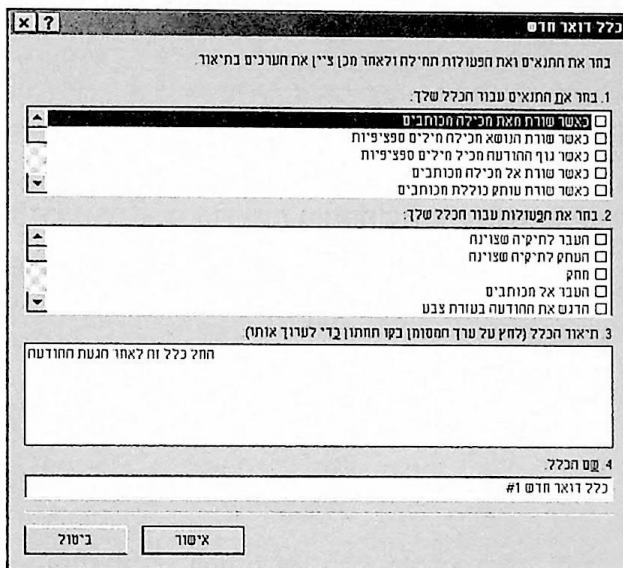 כלל דואר חדש
בחר את התנאים ואת הפעולות תחילה ולאחר מכן ציין את הערכים בתיאור.
1. בחר את התנאים עבור הכלל שלך:
כאשר שורת מאת מכילה מכותבים
כאשר שורת הנושא מכילה מילים ספציפיות
כאשר גוף ההודעה מכיל מילים ספציפיות
כאשר שורת אל מכילה מכותבים
כאשר שורת עותק כוללת מכותבים
2. בחר את הפעולות עבור הכלל שלך:
העבר לתיקיה שצוינה
העתק לתיקיה שצוינה
מחק
העבר אל מכותבים
הדגש את ההודעה בעזרת צבע
3. תיאור הכלל (לחץ על ערך המסומן בקו תחתון כדי לערוך אותו):
החל כלל זה לאחר הגעת ההודעה
4. שם הכלל:
כלל דואר חדש #1
אישור ביטול